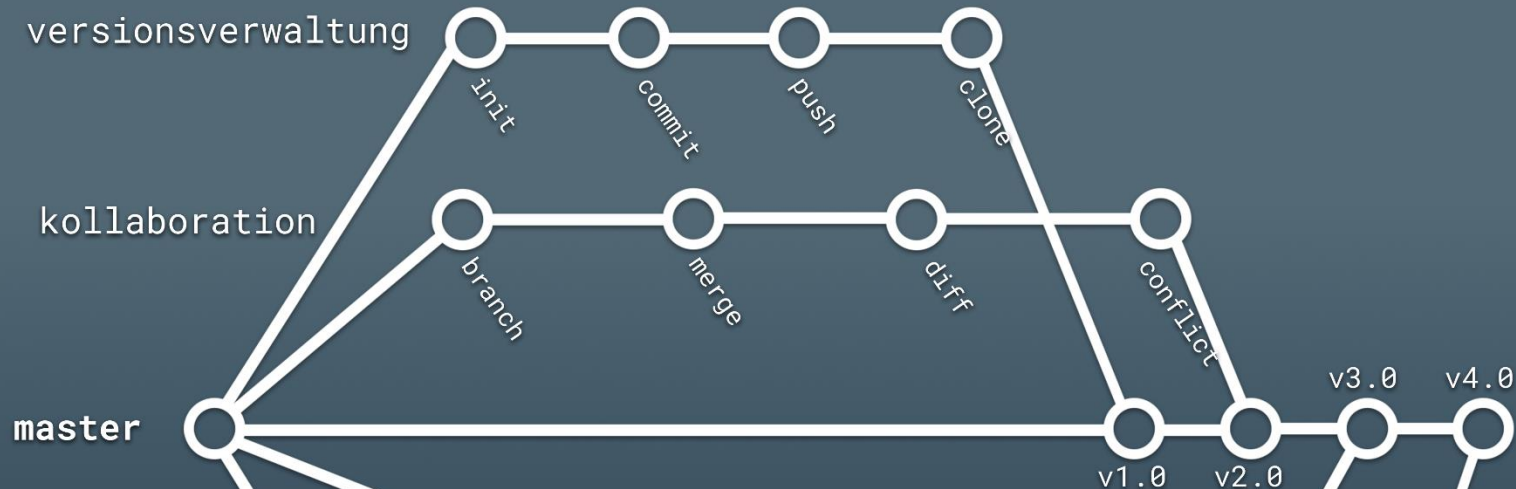 versionsverwaltung
init
commit
push
clone
kollaboration
branch
merge
diff
conflict
v3.0
v4.0
master
v1.0
v2.0